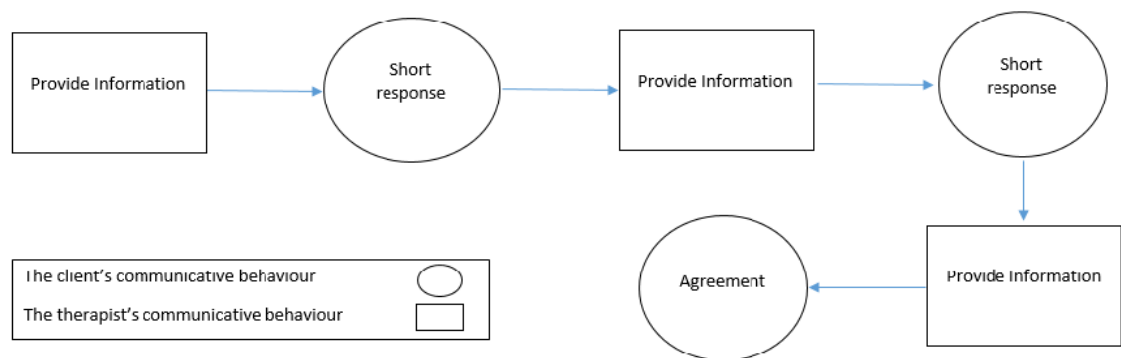 Provide Information
Short
response
Provide Information
Short
response
Agreement
Provide Information
The client's communicative behaviour
The therapist's communicative behaviour